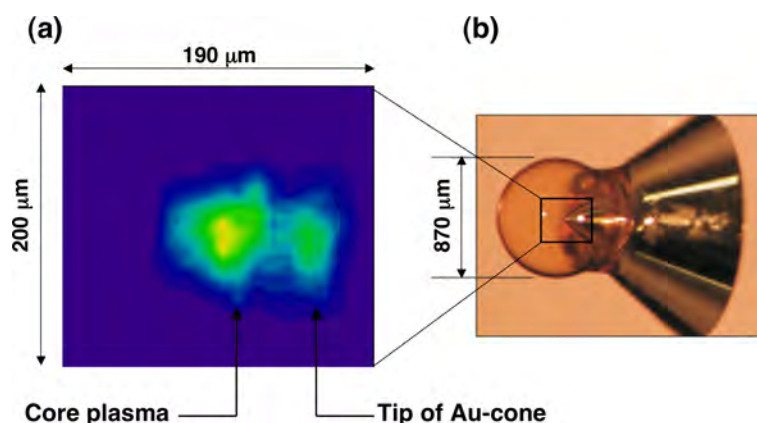 (a)
190 μm
200 μm
Core plasma
Tip of Au-cone
(b)
870 μm